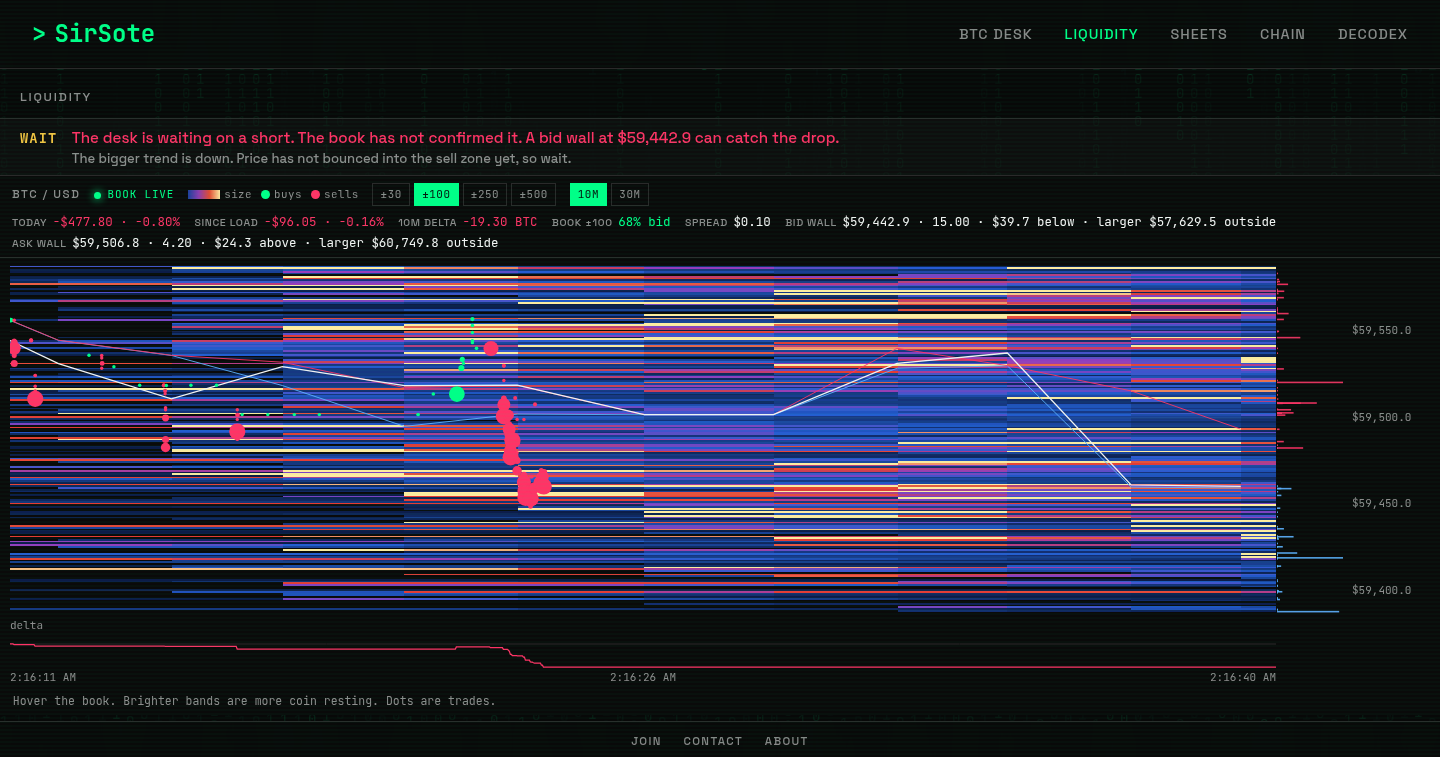 > SirSote
BTC DESK LIQUIDITY SHEETS CHAIN DECODEX
LIQUIDITY
WAIT The desk is waiting on a short. The book has not confirmed it. A bid wall at $59,442.9 can catch the drop.
The bigger trend is down. Price has not bounced into the sell zone yet, so wait.
BTC / USD BOOK LIVE size buys sells ±30 ±100 ±250 ±500 10M 30M
TODAY -$477.80 · -0.80% SINCE LOAD -$96.05 · -0.16% 10M DELTA -19.30 BTC BOOK ±100 68% bid SPREAD $0.10 BID WALL $59,442.9 · 15.00 · $39.7 below · larger $57,629.5 outside
ASK WALL $59,506.8 · 4.20 · $24.3 above · larger $60,749.8 outside
$59,550.0
$59,500.0
$59,450.0
$59,400.0
delta
2:16:11 AM 2:16:26 AM 2:16:40 AM
Hover the book. Brighter bands are more coin resting. Dots are trades.
JOIN CONTACT ABOUT